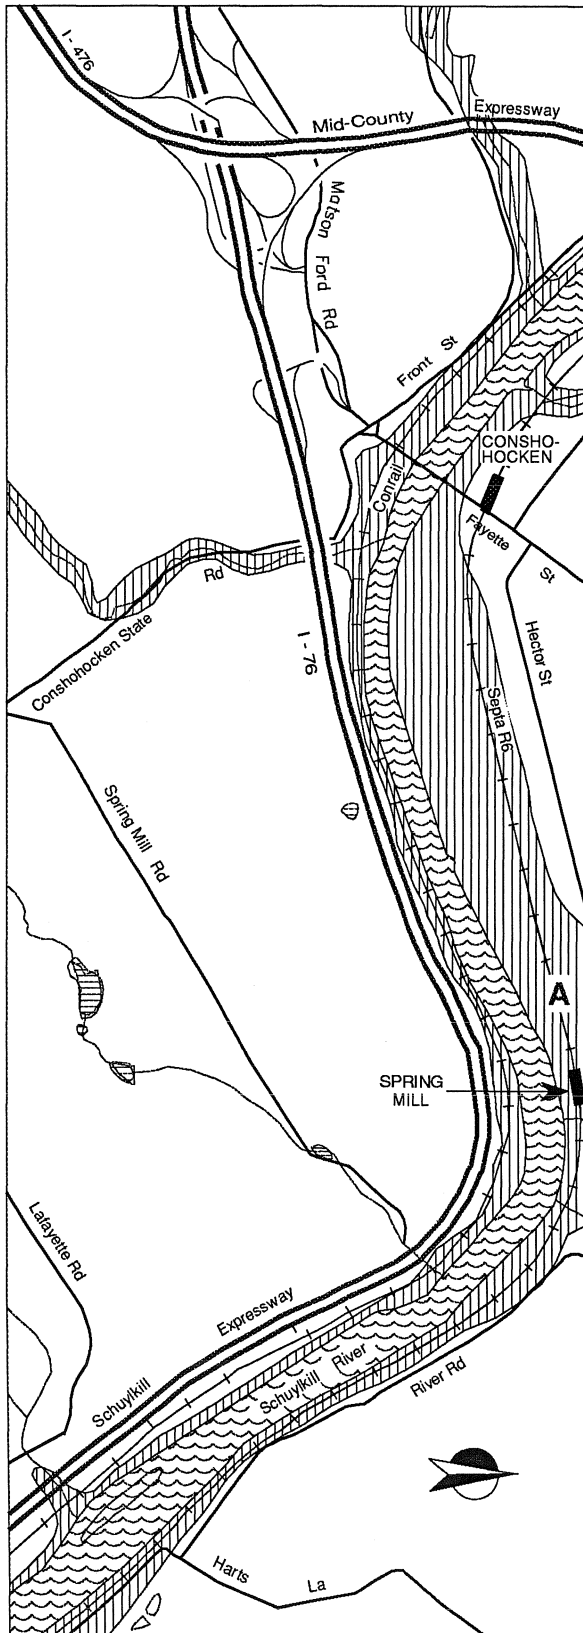 I-476
Mid-County
Expressway
Matson Ford Rd
Front St
CONSHO-
HOCKEN
Conrail
Fayette St
Rd
Conshohocken State
Hector St
I-76
Septa R6
Spring Mill Rd
A
SPRING
MILL
Lafayette Rd
Expressway
Schuylkill
Schuylkill River
River Rd
Harts La